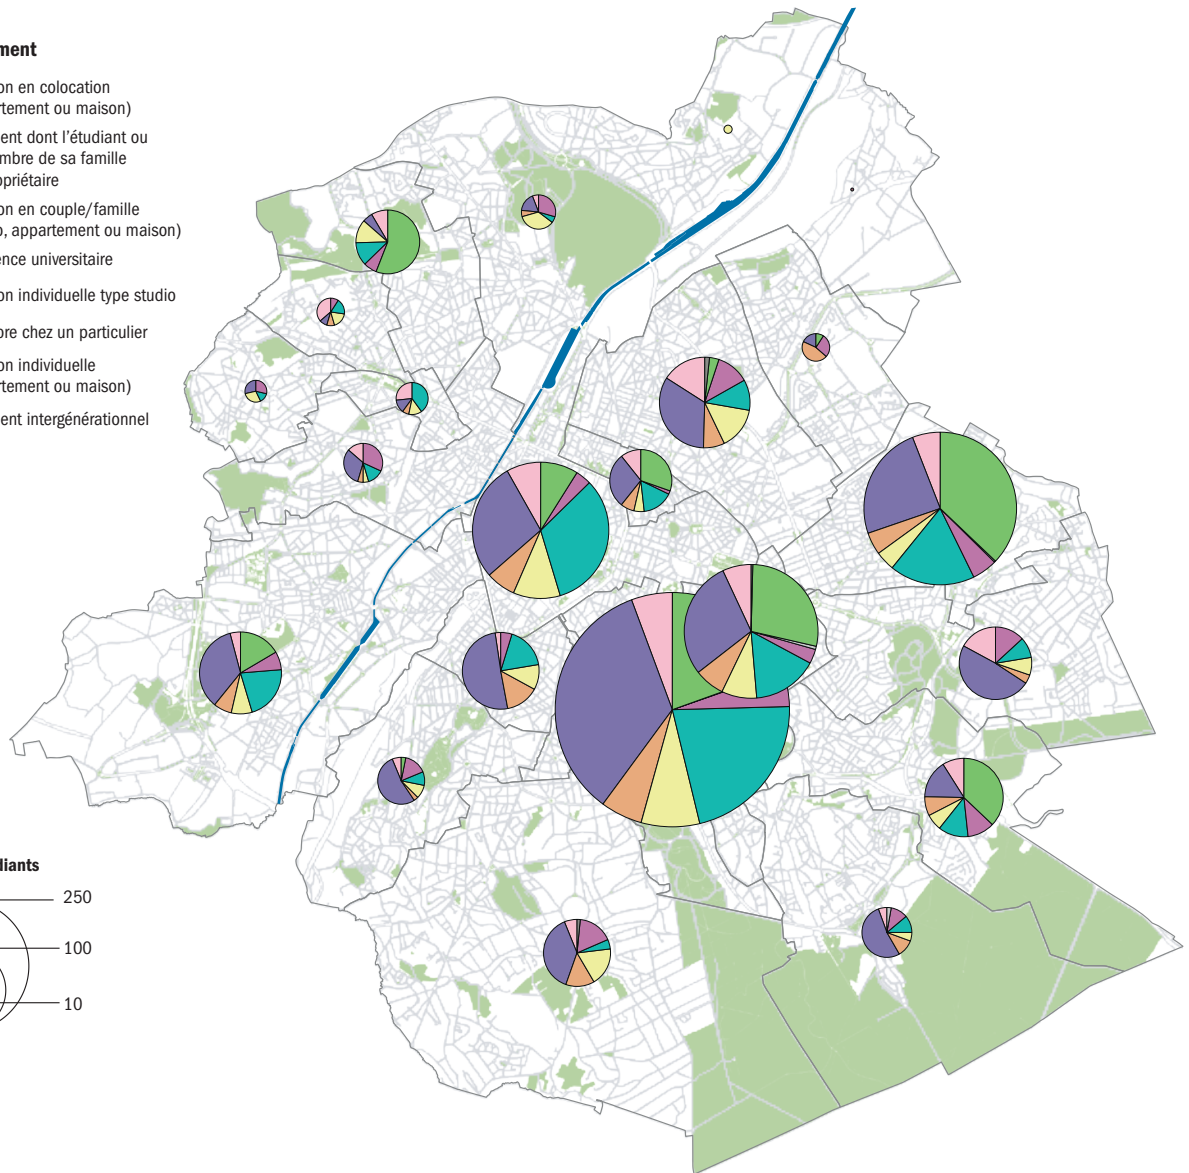 ment
on en colocation
rtement ou maison)
ent dont l'étudiant ou
mbre de sa famille
opriétaire
on en couple/famille
o, appartement ou maison)
ence universitaire
on individuelle type studio
bre chez un particulier
on individuelle
rtement ou maison)
ent intergénérationnel
diants
250
100
10